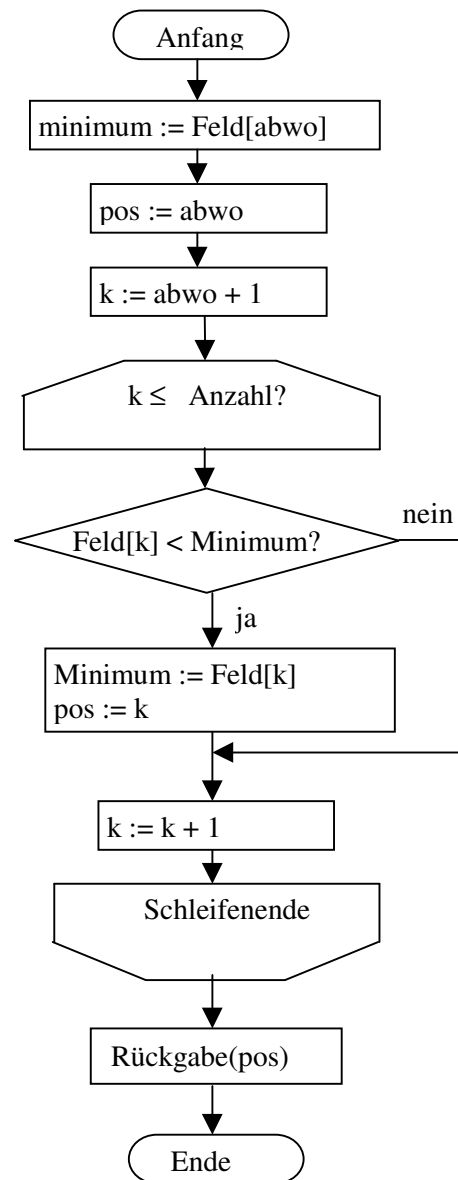 Anfang
minimum := Feld[abwo]
pos := abwo
k := abwo + 1
k ≤ Anzahl?
nein
Feld[k] < Minimum?
ja
Minimum := Feld[k]
pos := k
k := k + 1
Schleifenende
Rückgabe(pos)
Ende